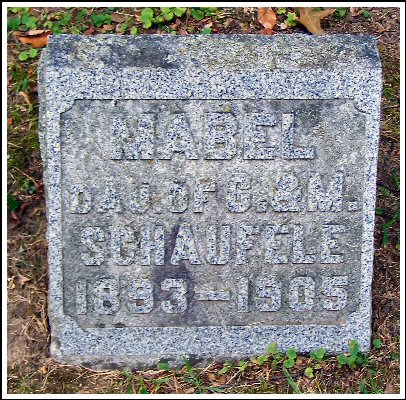 MABEL
DAU. OF C. & M.
SCHAUFELE
1893—1905